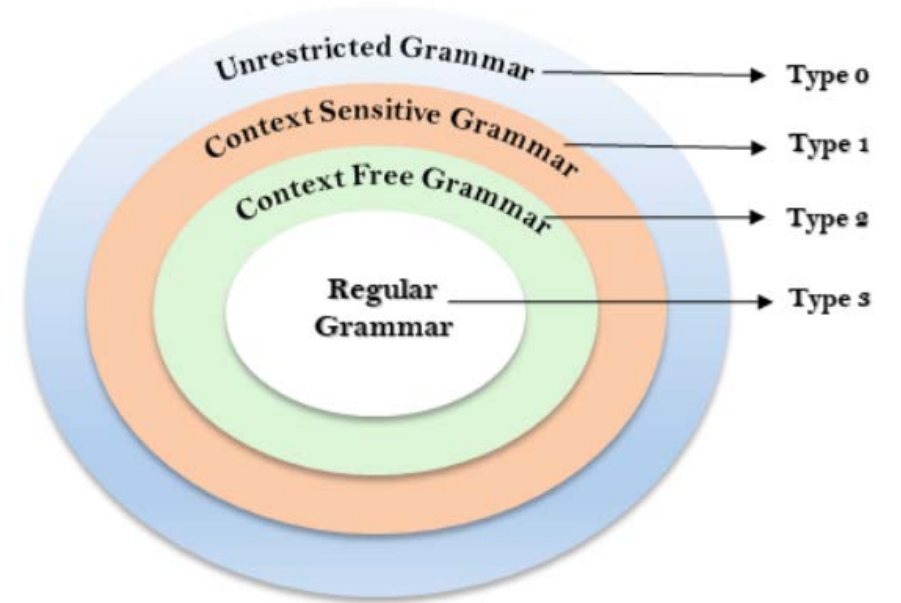 Unrestricted Grammar
Type 0
Context Sensitive Grammar
Type 1
Context Free Grammar
Type 2
Regular
Grammar
Type 3